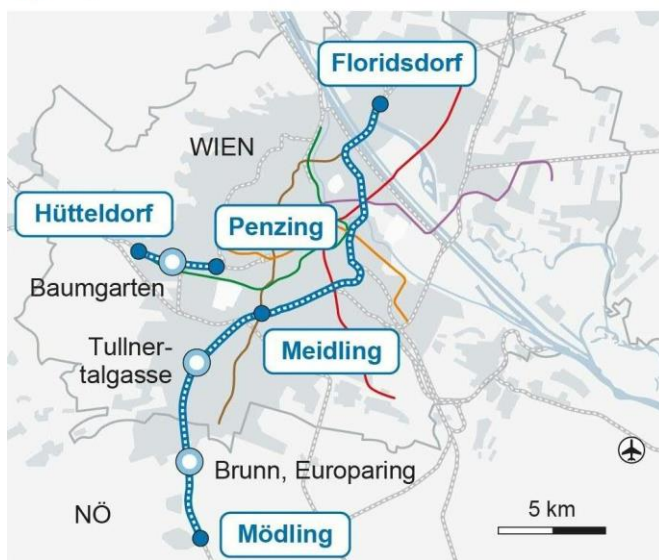 Floridsdorf
WIEN
Hütteldorf
Penzing
Baumgarten
Tullner-
talgasse
Meidling
Brunn, Europaring
NÖ
Mödling
5 km